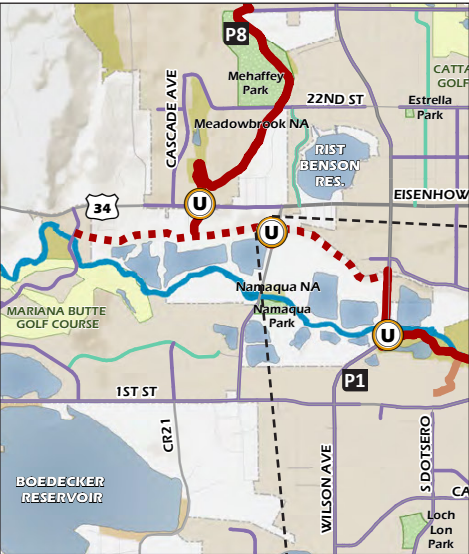 P8
Mehaffey
Park
CATTA
GOLF
CASCADE AVE
22ND ST
Estrella
Park
Meadowbrook NA
RIST
BENSON
RES.
34
U
EISENHOW
U
Namaqua NA
Namaqua
Park
MARIANA BUTTE
GOLF COURSE
U
P1
1ST ST
CR21
WILSON AVE
S DOTSERO
BOEDECKER
RESERVOIR
CA
Loch
Lon
Park